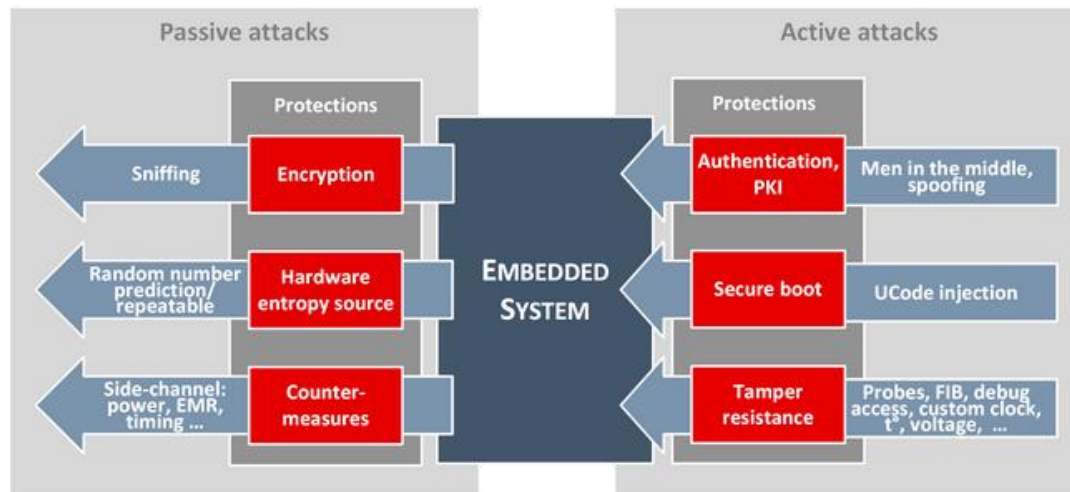 Passive attacks
Protections
Sniffing
Encryption
Random number
prediction/
repeatable
Hardware
entropy source
Side-channel:
power, EMR,
timing ...
Counter-
measures
EMBEDDED
SYSTEM
Active attacks
Protections
Authentication,
PKI
Men in the middle,
spoofing
Secure boot
UCode injection
Tamper
resistance
Probes, FIB, debug
access, custom clock,
t°, voltage, ...